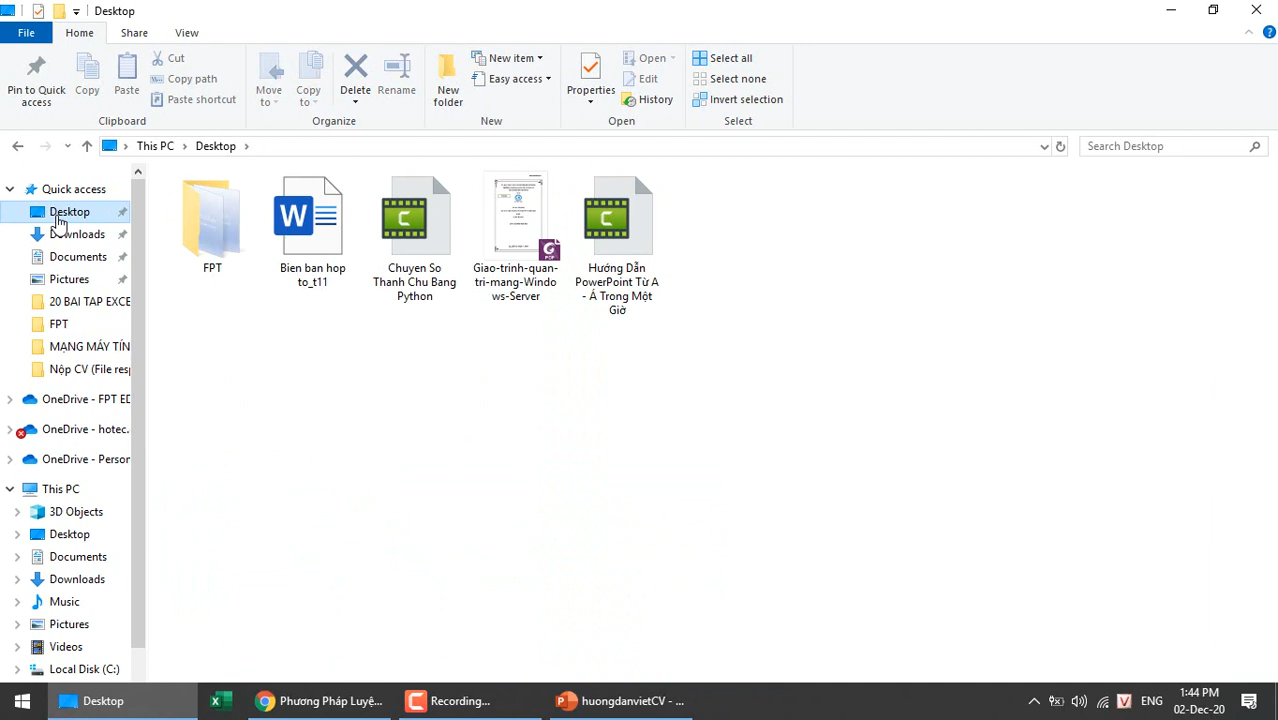 Desktop
File Home Share View
Pin to Quick access
Copy
Paste
Cut
Copy path
Paste shortcut
Clipboard
Move to
Copy to
Delete
Rename
Organize
New folder
New item
Easy access
New
Properties
Open
Edit
History
Open
Select all
Select none
Invert selection
Select
This PC Desktop
Search Desktop
Quick access
Desktop
Downloads
Documents
Pictures
20 BAI TAP EXCE
FPT
MẠNG MÁY TÍN
Nộp CV (File resp
OneDrive - FPT ED
OneDrive - hotec.
OneDrive - Person
This PC
3D Objects
Desktop
Documents
Downloads
Music
Pictures
Videos
Local Disk (C:)
FPT
Bien ban hop
to_t11
Chuyen So
Thanh Chu Bang
Python
Giao-trinh-quan-
tri-mang-Windo
ws-Server
Hướng Dẫn
PowerPoint Từ A
- Á Trong Một
Giờ
Desktop
Phương Pháp Luyệ...
Recording...
huongdanvietCV - ...
ENG
1:44 PM
02-Dec-20